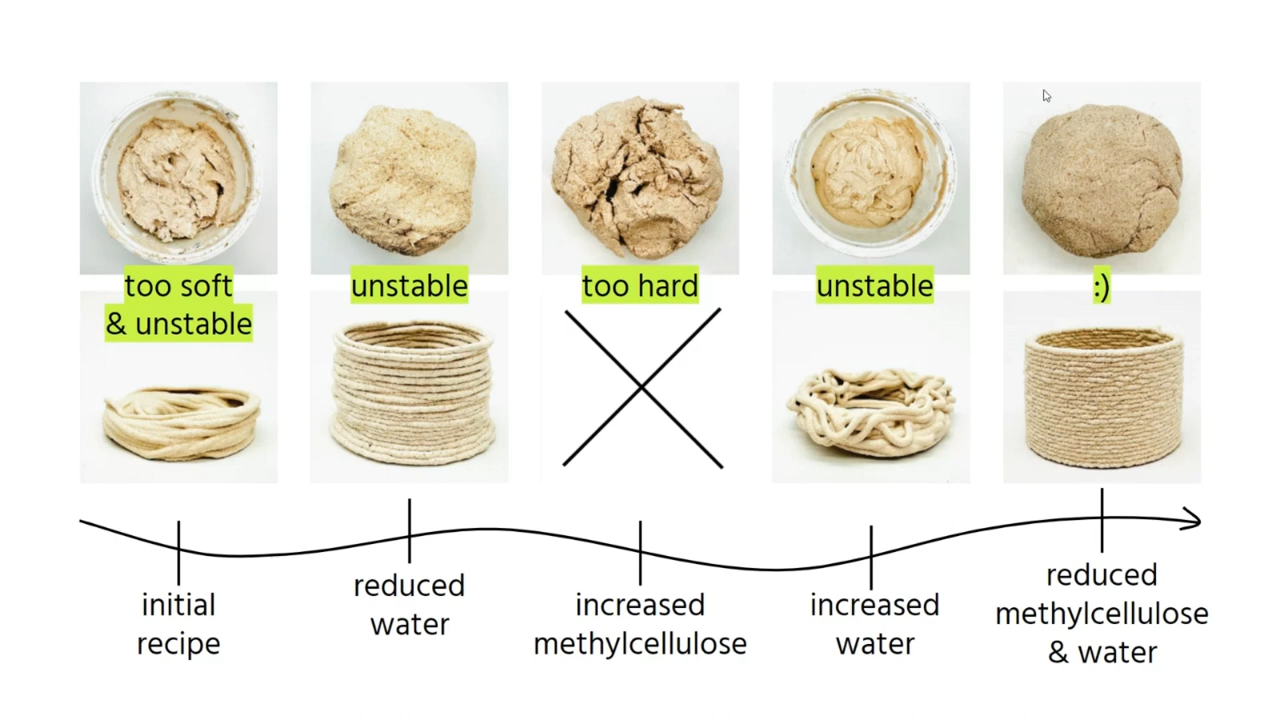 too soft
& unstable
unstable
too hard
unstable
:)
initial
recipe
reduced
water
increased
methylcellulose
increased
water
reduced
methylcellulose
& water